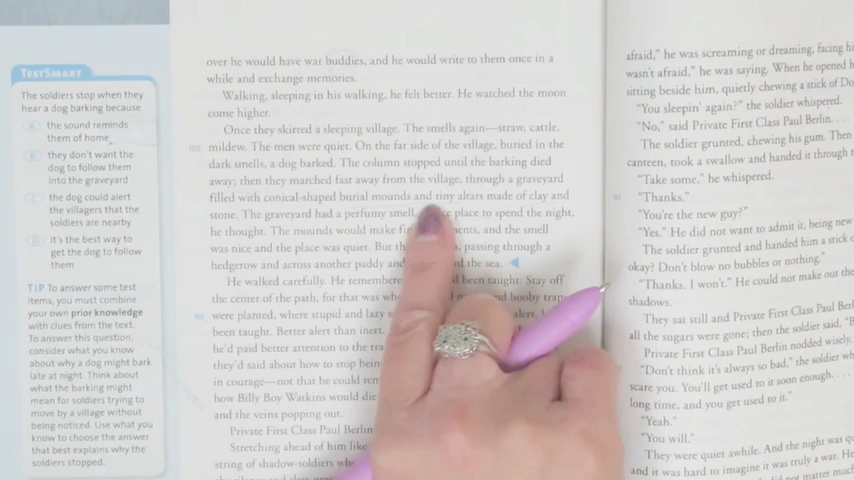 TESTSMART
The soldiers stop when they
hear a dog barking because
A the sound reminds
them of home
B they don't want the
dog to follow them
into the graveyard
C the dog could alert
the villagers that the
soldiers are nearby
D it's the best way to
get the dog to follow
them
TIP To answer some test
items, you must combine
your own prior knowledge
with clues from the text.
To answer this question,
consider what you know
about why a dog might bark
late at night. Think about
what the barking might
mean for soldiers trying to
move by a village without
being noticed. Use what you
know to choose the answer
that best explains why the
soldiers stopped.
over he would have war buddies, and he would write to them once in a
while and exchange memories.
Walking, sleeping in his walking, he felt better. He watched the moon
come higher.
Once they skirted a sleeping village. The smells again—straw, cattle,
mildew. The men were quiet. On the far side of the village, buried in the
dark smells, a dog barked. The column stopped until the barking died
away; then they marched fast away from the village, through a graveyard
filled with conical-shaped burial mounds and tiny altars made of clay and
stone. The graveyard had a perfumy smell. place to spend the night,
he thought. The mounds would make and the smell
was nice and the place was quiet. But passing through a
hedgerow and across another paddy and the sea.
He walked carefully. He remembered been taught: Stay off
the center of the path, for that was and booby traps
were planted, where stupid and lazy alert,
been taught. Better alert than inert.
he'd paid better attention to the
they'd said about how to stop
in courage—not that he could
how Billy Boy Watkins would die
and the veins popping out.
Private First Class Paul Berlin
Stretching ahead of him like
string of shadow-soldiers
afraid," he was screaming or dreaming, facing
wasn't afraid," he was saying. When he opened
sitting beside him, quietly chewing a stick of
"You sleepin' again?" the soldier whispered.
"No," said Private First Class Paul Berlin. . . .
The soldier grunted, chewing his gum. Then
canteen, took a swallow and handed it through
"Take some," he whispered.
"Thanks."
"You're the new guy?"
"Yes." He did not want to admit it, being new
The soldier grunted and handed him a stick
okay? Don't blow no bubbles or nothing."
"Thanks. I won't." He could not make out the
shadows.
They sat still and Private First Class Paul
all the sugars were gone; then the soldier said,
Private First Class Paul Berlin nodded wisely,
"Don't think it's always so bad," the soldier
scare you. You'll get used to it soon enough. . . .
long time, and you get used to it."
"Yeah."
"You will."
They were quiet awhile. And the night was
and it was hard to imagine it was truly a war.